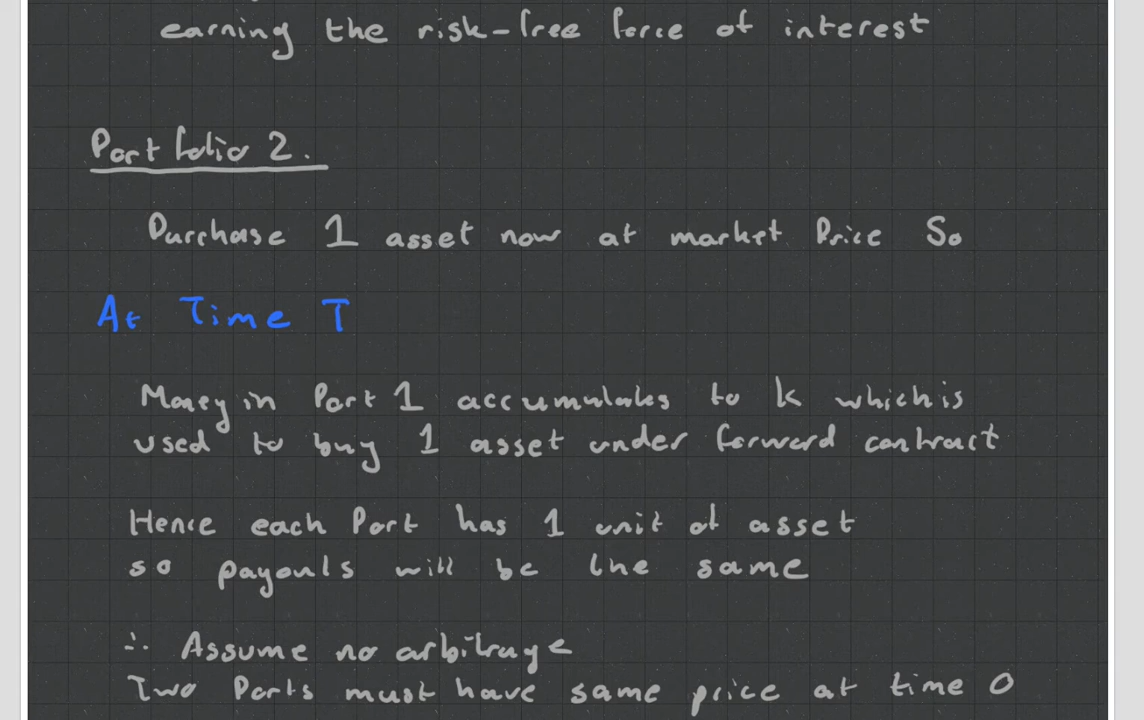 earning the risk-free force of interest
Portfolio 2.
Purchase 1 asset now at market Price S₀
At Time T
Money in Port 1 accumulates to k which is
used to buy 1 asset under forward contract
Hence each Port has 1 unit of asset
so payouts will be the same
∴ Assume no arbitrage
Two Ports must have same price at time 0